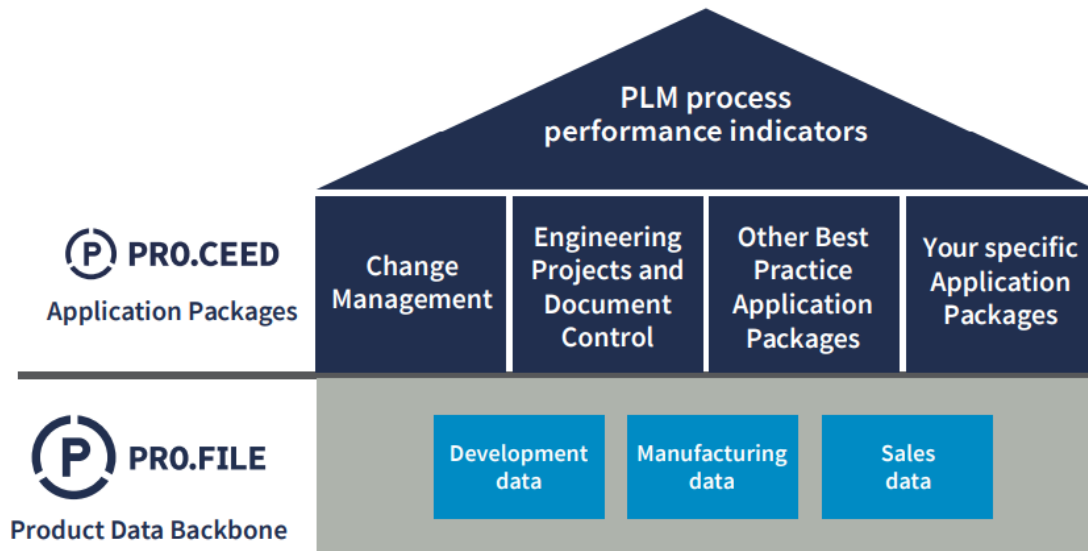 PLM process
performance indicators
P PRO.CEED
Application Packages
Change
Management
Engineering
Projects and
Document
Control
Other Best
Practice
Application
Packages
Your specific
Application
Packages
P PRO.FILE
Product Data Backbone
Development
data
Manufacturing
data
Sales
data